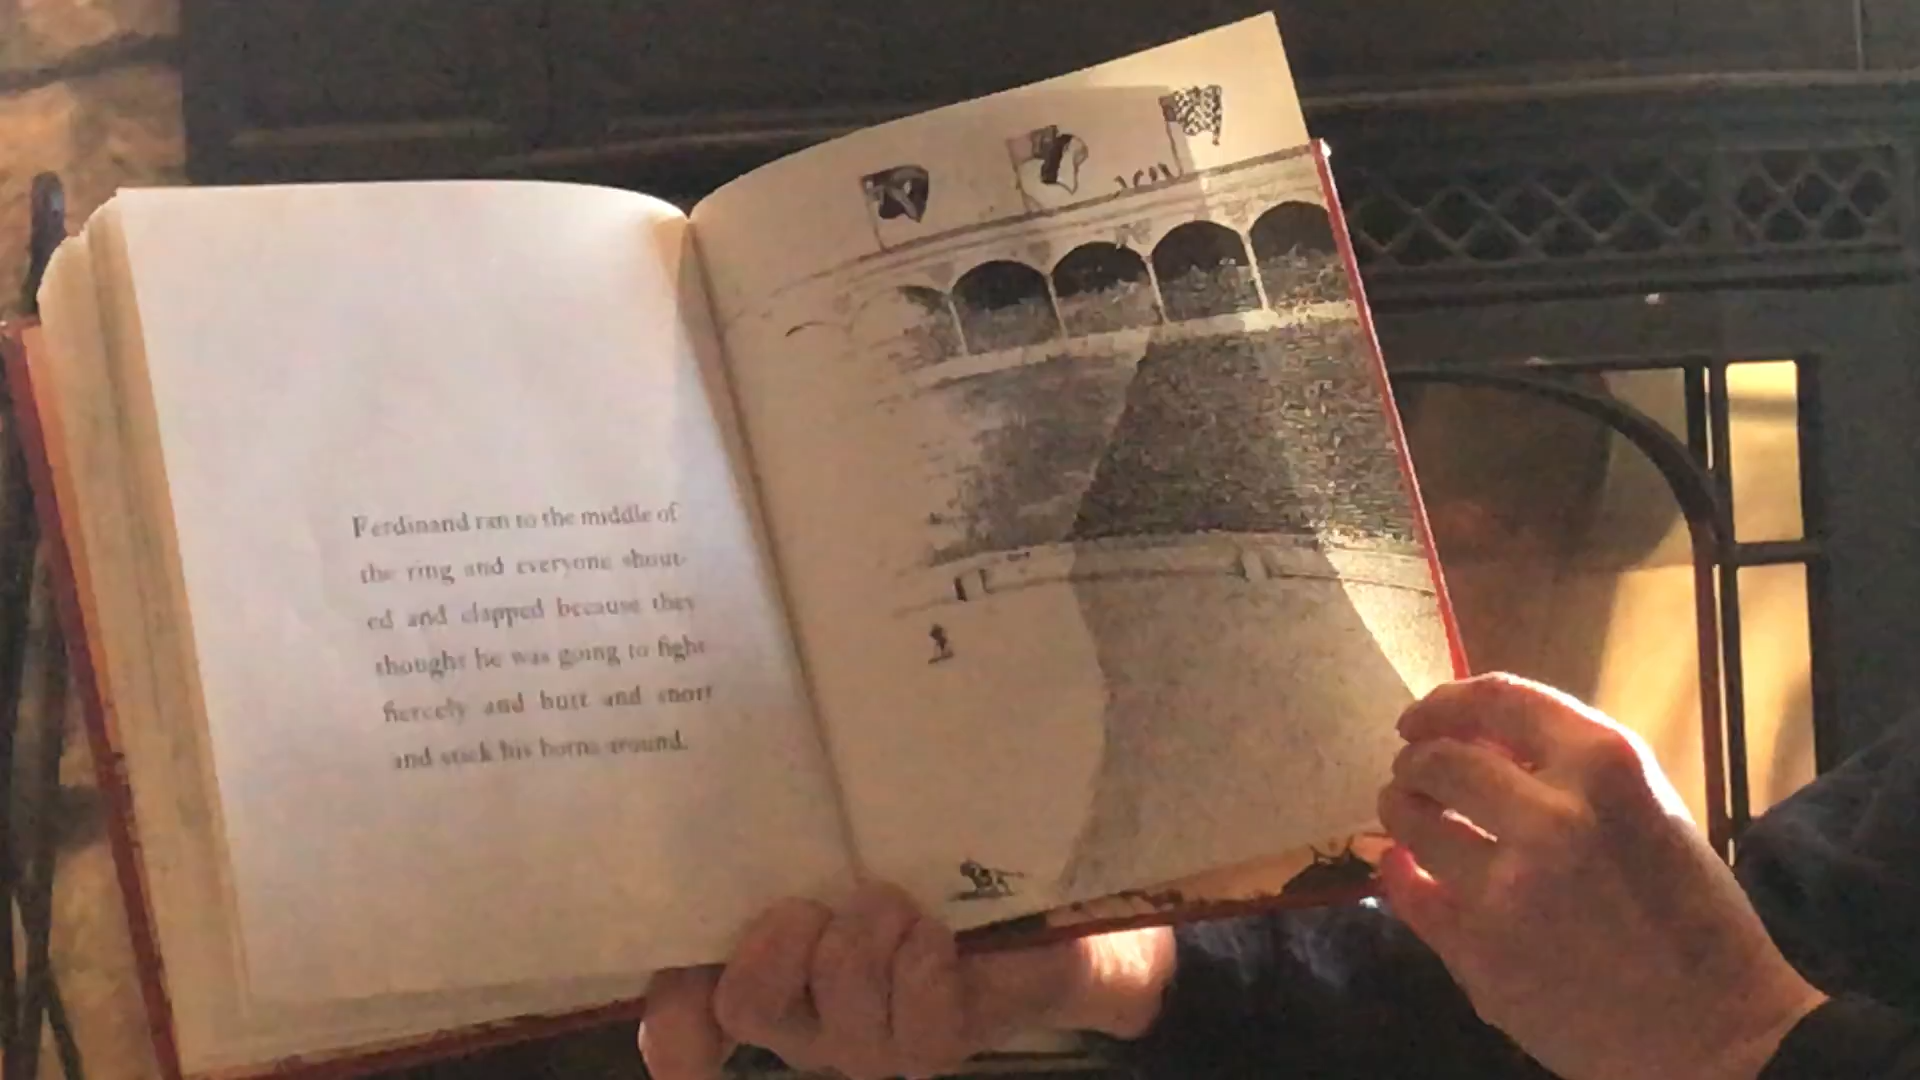 Ferdinand ran to the middle of
the ring and everyone shout-
ed and clapped because they
thought he was going to fight
fiercely and butt and snort
and stick his horns around.